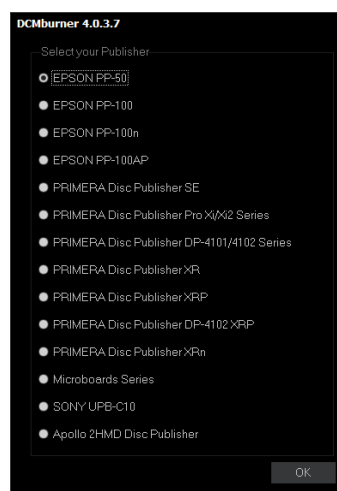 DCMburner 4.0.3.7
Select your Publisher
EPSON PP-50
EPSON PP-100
EPSON PP-100n
EPSON PP-100AP
PRIMERA Disc Publisher SE
PRIMERA Disc Publisher Pro Xi/Xi2 Series
PRIMERA Disc Publisher DP-4101/4102 Series
PRIMERA Disc Publisher XR
PRIMERA Disc Publisher XRP
PRIMERA Disc Publisher DP-4102 XRP
PRIMERA Disc Publisher XRn
Microboards Series
SONY UPB-C10
Apollo 2HMD Disc Publisher
OK